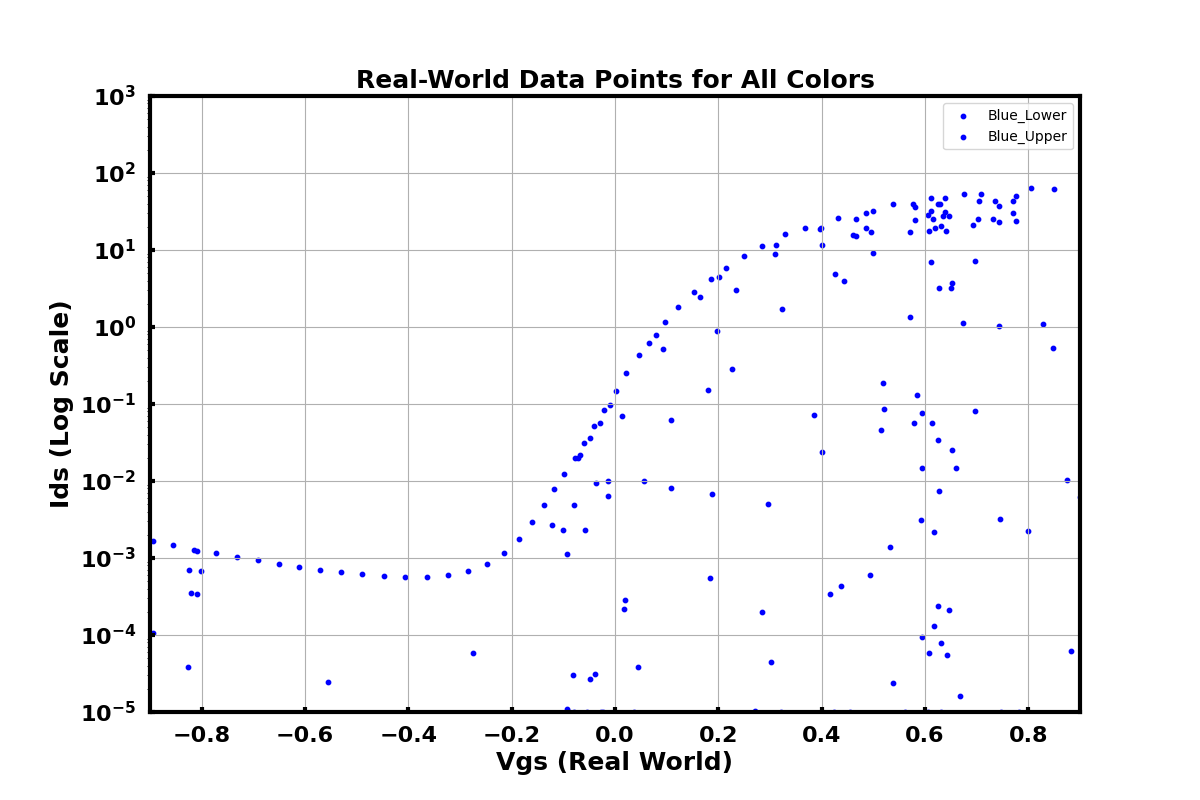 Real-World Data Points for All Colors
Blue_Lower
Blue_Upper
10³
10²
10¹
10⁰
10⁻¹
10⁻²
10⁻³
10⁻⁴
10⁻⁵
Ids (Log Scale)
−0.8 −0.6 −0.4 −0.2 0.0 0.2 0.4 0.6 0.8
Vgs (Real World)